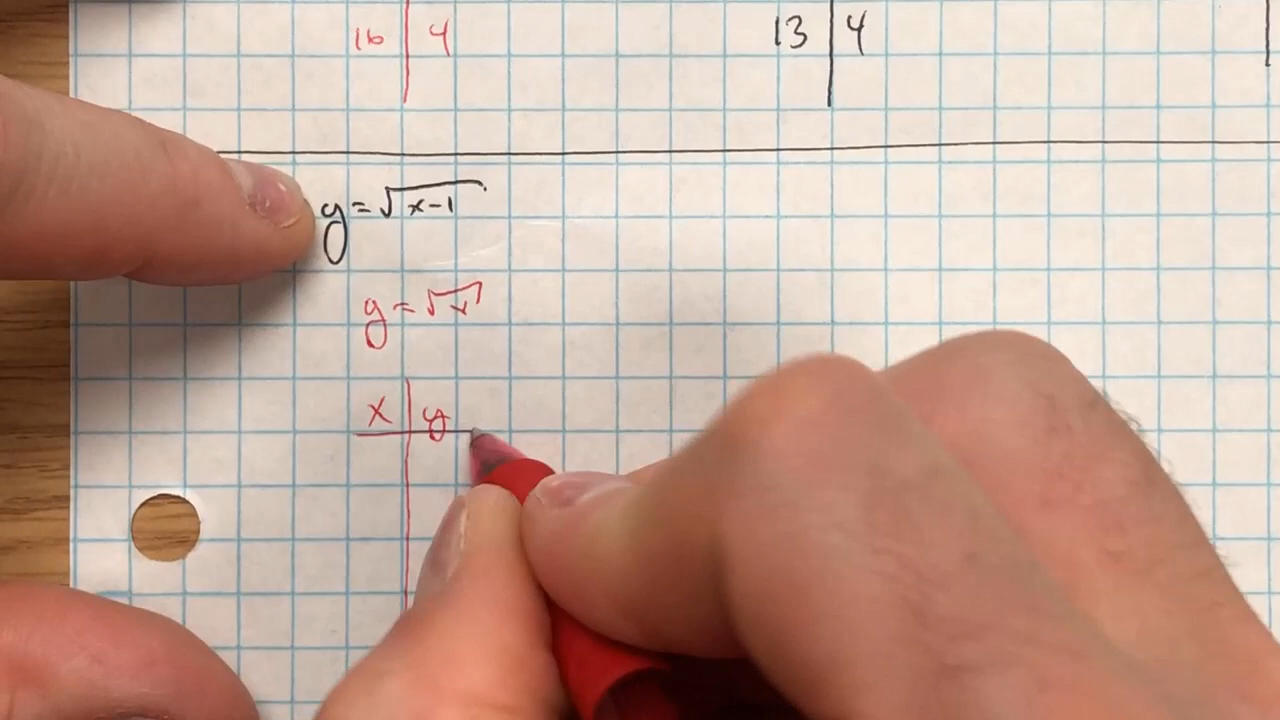 16 | 4
13 | 4
y = √x-1
y = √x
x | y